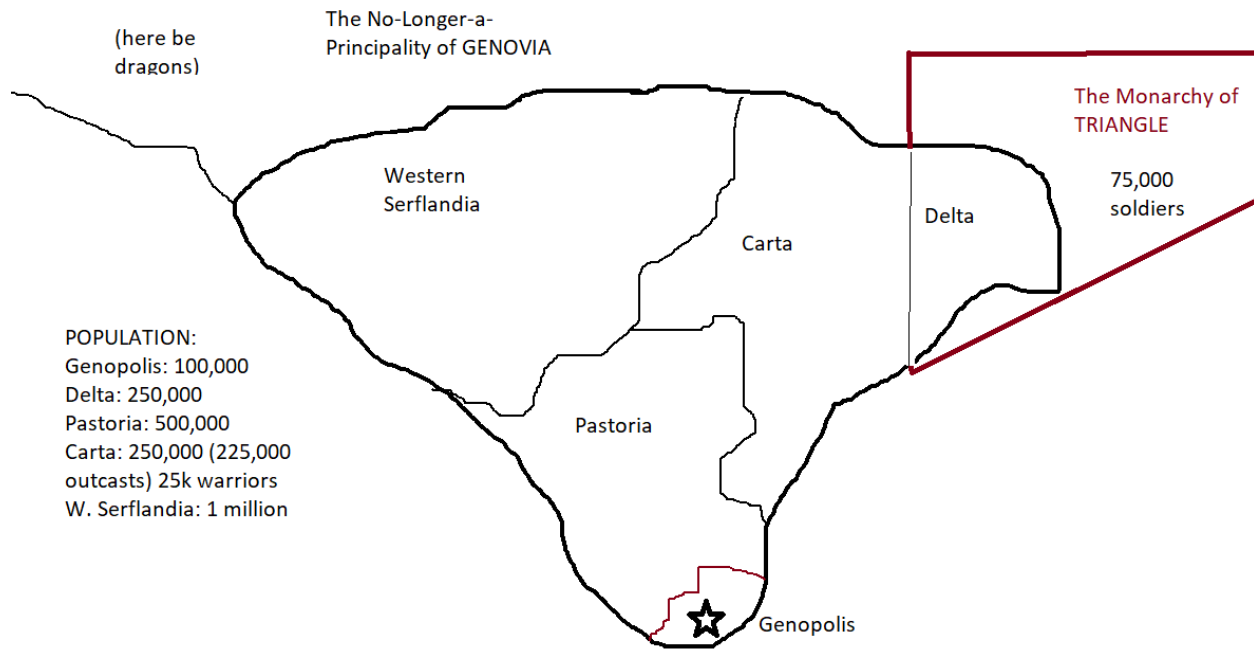 (here be
dragons)
The No-Longer-a-
Principality of GENOVIA
The Monarchy of
TRIANGLE
75,000
soldiers
Western
Serflandia
Carta
Delta
POPULATION:
Genopolis: 100,000
Delta: 250,000
Pastoria: 500,000
Carta: 250,000 (225,000
outcasts) 25k warriors
W. Serflandia: 1 million
Pastoria
Genopolis